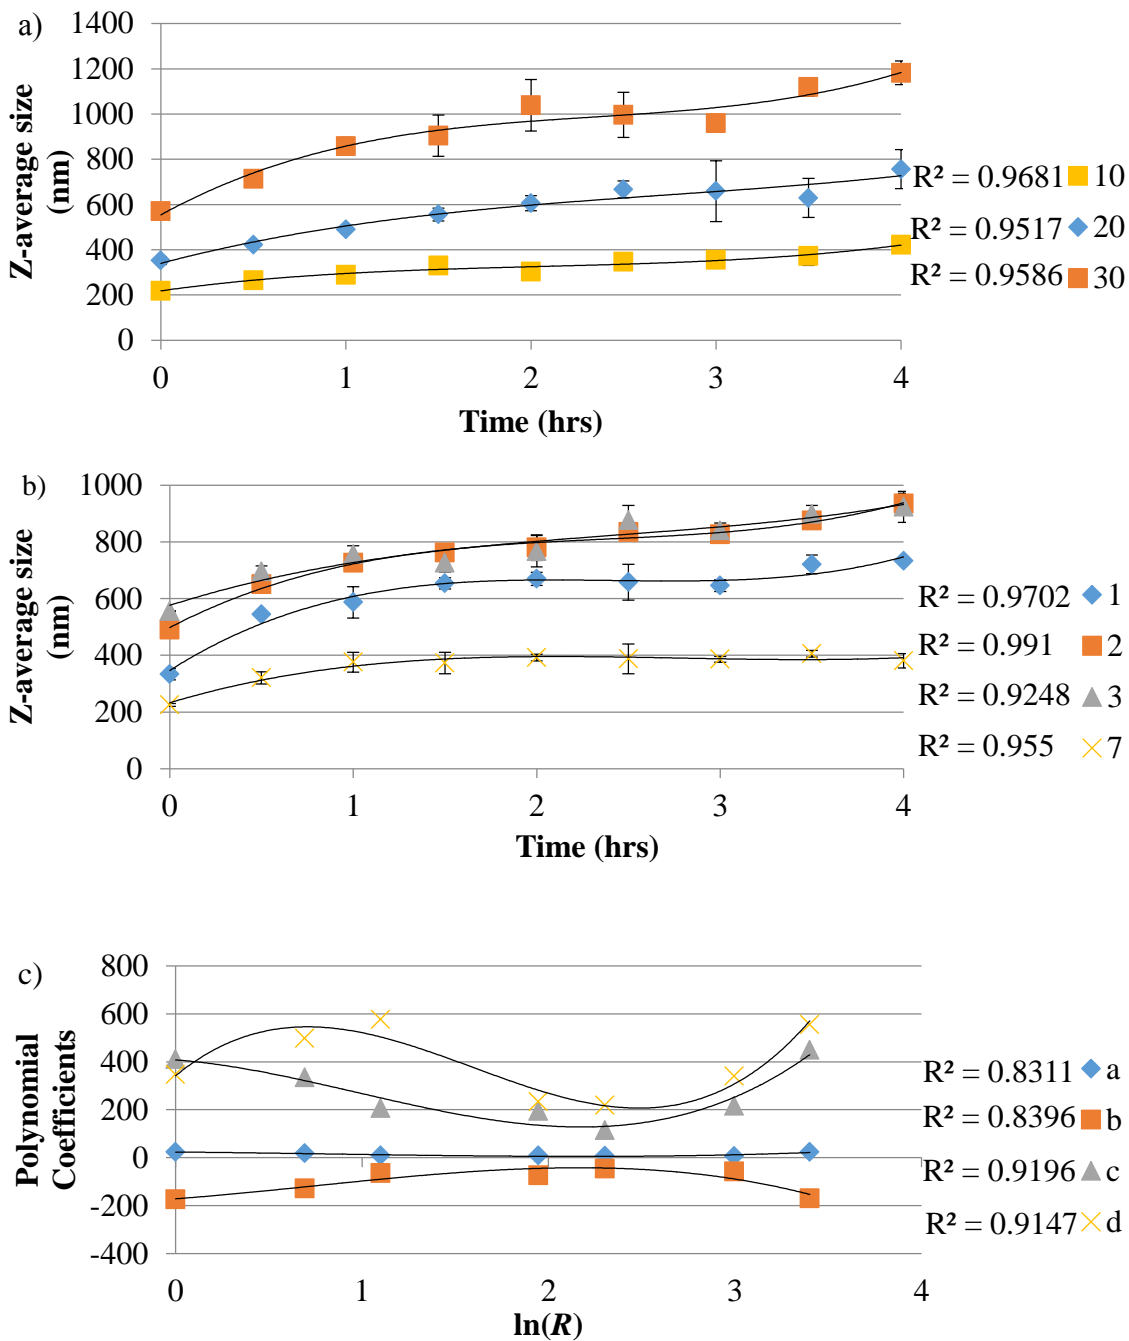 a)
1400
1200
1000
800
600
400
200
0
Z-average size
(nm)
0 1 2 3 4
Time (hrs)
R² = 0.9681 10
R² = 0.9517 20
R² = 0.9586 30
b)
1000
800
600
400
200
0
Z-average size
(nm)
0 1 2 3 4
Time (hrs)
R² = 0.9702 1
R² = 0.991 2
R² = 0.9248 3
R² = 0.955 7
c)
800
600
400
200
0
-200
-400
Polynomial
Coefficients
0 1 2 3 4
ln(R)
R² = 0.8311 a
R² = 0.8396 b
R² = 0.9196 c
R² = 0.9147 d